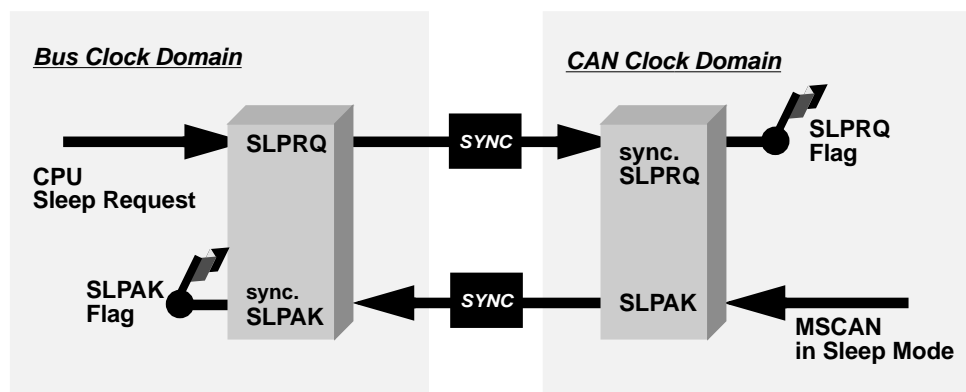 Bus Clock Domain
CAN Clock Domain
SLPRQ
SYNC
sync.
SLPRQ
SLPRQ
Flag
CPU
Sleep Request
SLPAK
Flag
sync.
SLPAK
SYNC
SLPAK
MSCAN
in Sleep Mode